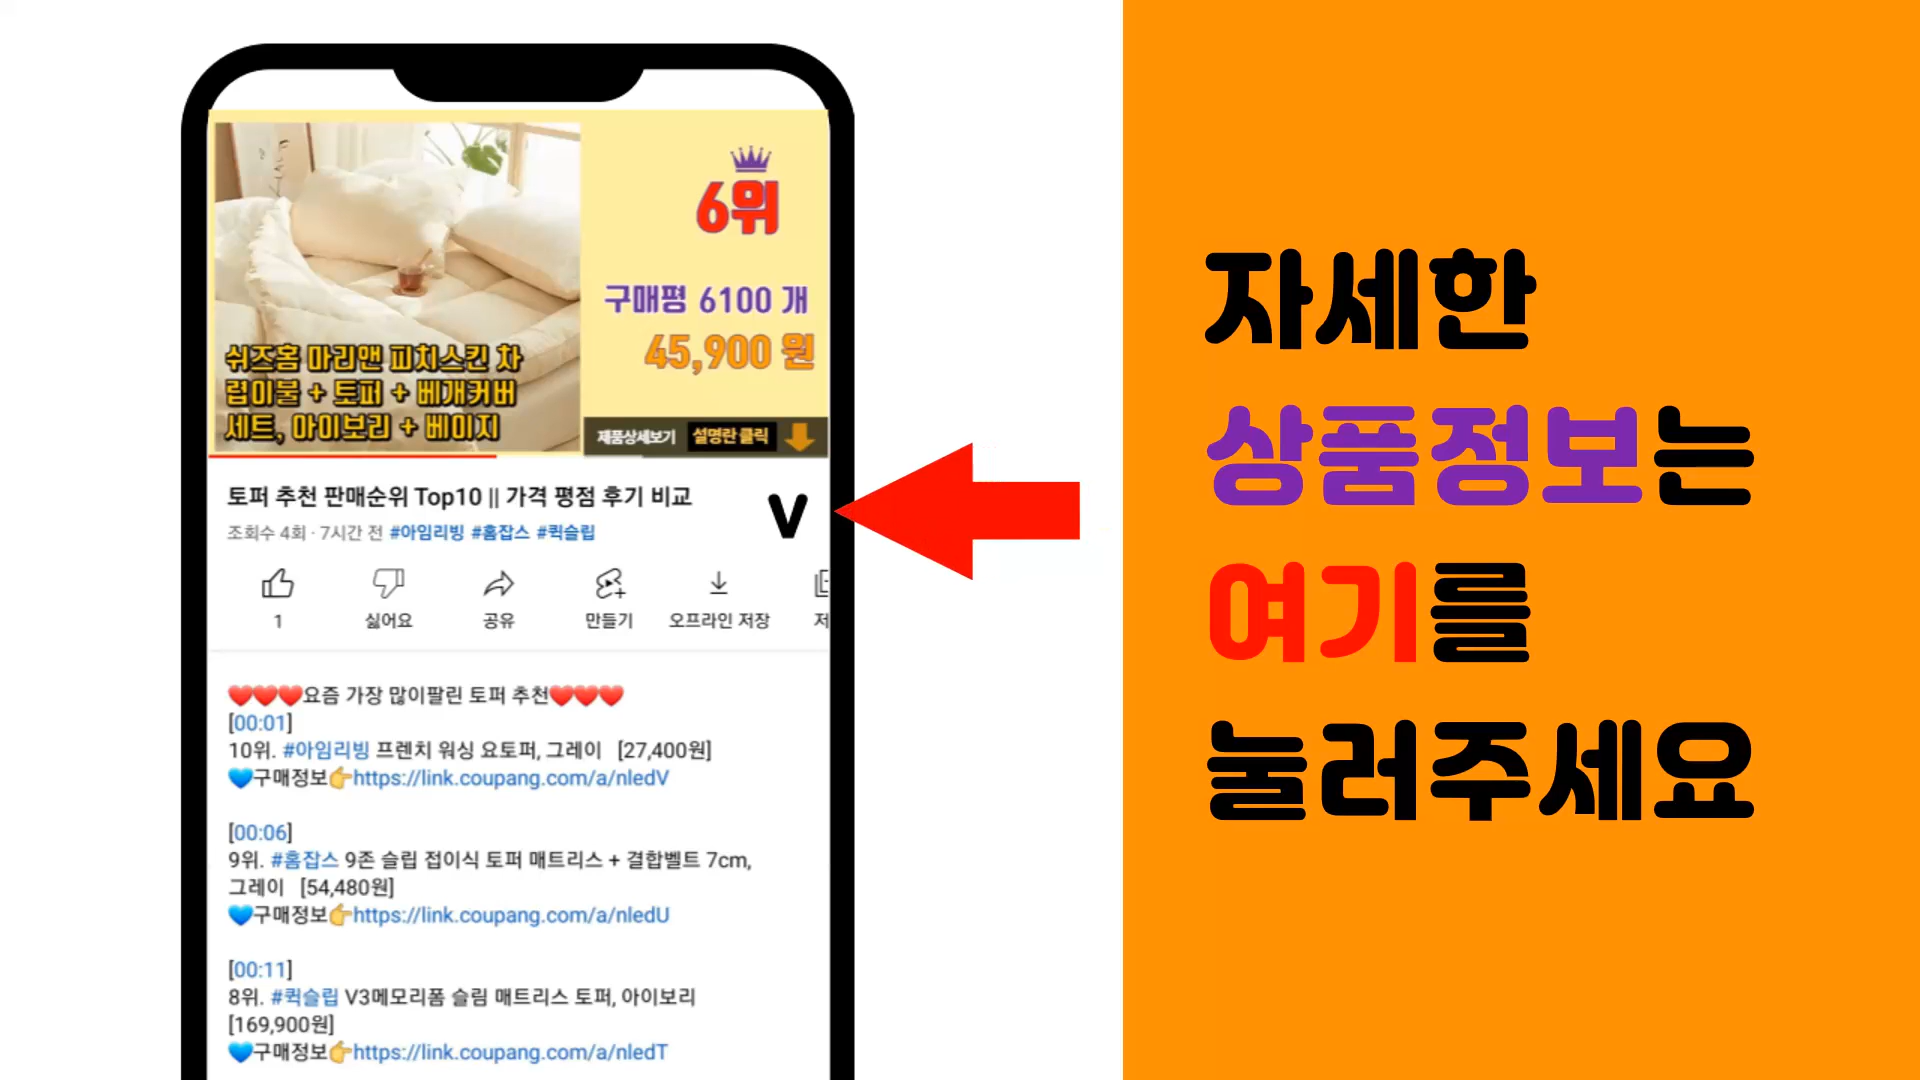 6위
구매평 6100 개
45,900 원
쉬즈홈 마리앤 피치스킨 차
렵이불 + 토퍼 + 베개커버
세트, 아이보리 + 베이지
제품상세보기 설명란 클릭
토퍼 추천 판매순위 Top10 || 가격 평점 후기 비교
V
조회수 4회 · 7시간 전 #아임리빙 #홈잡스 #퀵슬립
1 싫어요 공유 만들기 오프라인 저장 저
❤️❤️❤️요즘 가장 많이팔린 토퍼 추천❤️❤️❤️
[00:01]
10위. #아임리빙 프렌치 워싱 요토퍼, 그레이 [27,400원]
💙구매정보👉https://link.coupang.com/a/nledV
[00:06]
9위. #홈잡스 9존 슬립 접이식 토퍼 매트리스 + 결합벨트 7cm,
그레이 [54,480원]
💙구매정보👉https://link.coupang.com/a/nledU
[00:11]
8위. #퀵슬립 V3메모리폼 슬림 매트리스 토퍼, 아이보리
[169,900원]
💙구매정보👉https://link.coupang.com/a/nledT
자세한
상품정보는
여기를
눌러주세요